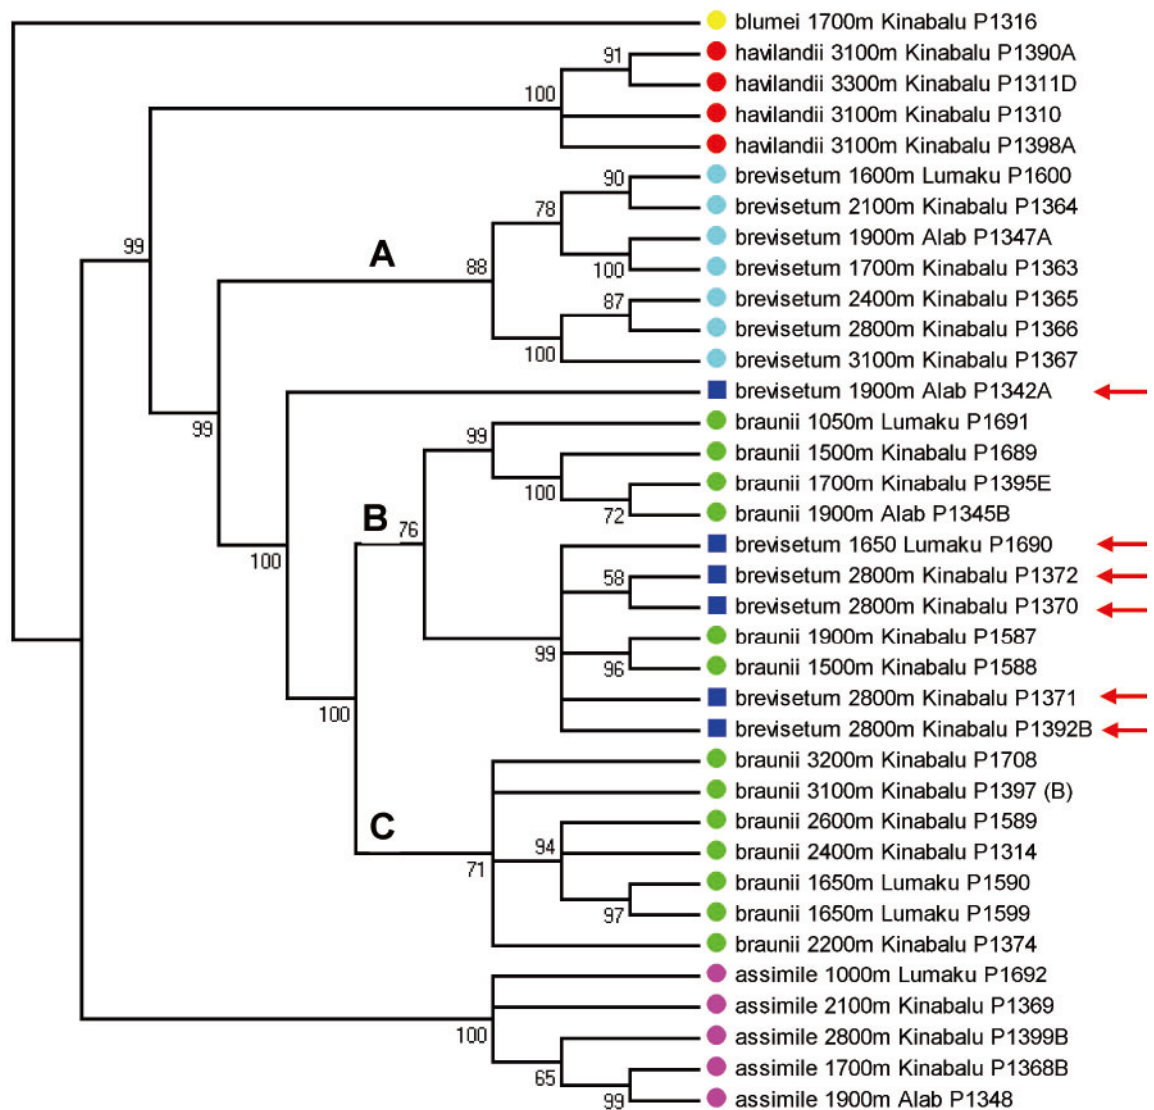 blumei 1700m Kinabalu P1316
91 havilandii 3100m Kinabalu P1390A
havilandii 3300m Kinabalu P1311D
100
havilandii 3100m Kinabalu P1310
havilandii 3100m Kinabalu P1398A
90 brevisetum 1600m Lumaku P1600
brevisetum 2100m Kinabalu P1364
78
brevisetum 1900m Alab P1347A
99
A
88
100 brevisetum 1700m Kinabalu P1363
87 brevisetum 2400m Kinabalu P1365
brevisetum 2800m Kinabalu P1366
100
brevisetum 3100m Kinabalu P1367
brevisetum 1900m Alab P1342A
braunii 1050m Lumaku P1691
99
99
braunii 1500m Kinabalu P1689
braunii 1700m Kinabalu P1395E
100
72 braunii 1900m Alab P1345B
B
76
brevisetum 1650 Lumaku P1690
100
58 brevisetum 2800m Kinabalu P1372
brevisetum 2800m Kinabalu P1370
braunii 1900m Kinabalu P1587
99
96 braunii 1500m Kinabalu P1588
brevisetum 2800m Kinabalu P1371
100
brevisetum 2800m Kinabalu P1392B
braunii 3200m Kinabalu P1708
braunii 3100m Kinabalu P1397 (B)
braunii 2600m Kinabalu P1589
C
94
braunii 2400m Kinabalu P1314
71
braunii 1650m Lumaku P1590
97 braunii 1650m Lumaku P1599
braunii 2200m Kinabalu P1374
assimile 1000m Lumaku P1692
assimile 2100m Kinabalu P1369
100
assimile 2800m Kinabalu P1399B
65
assimile 1700m Kinabalu P1368B
99 assimile 1900m Alab P1348